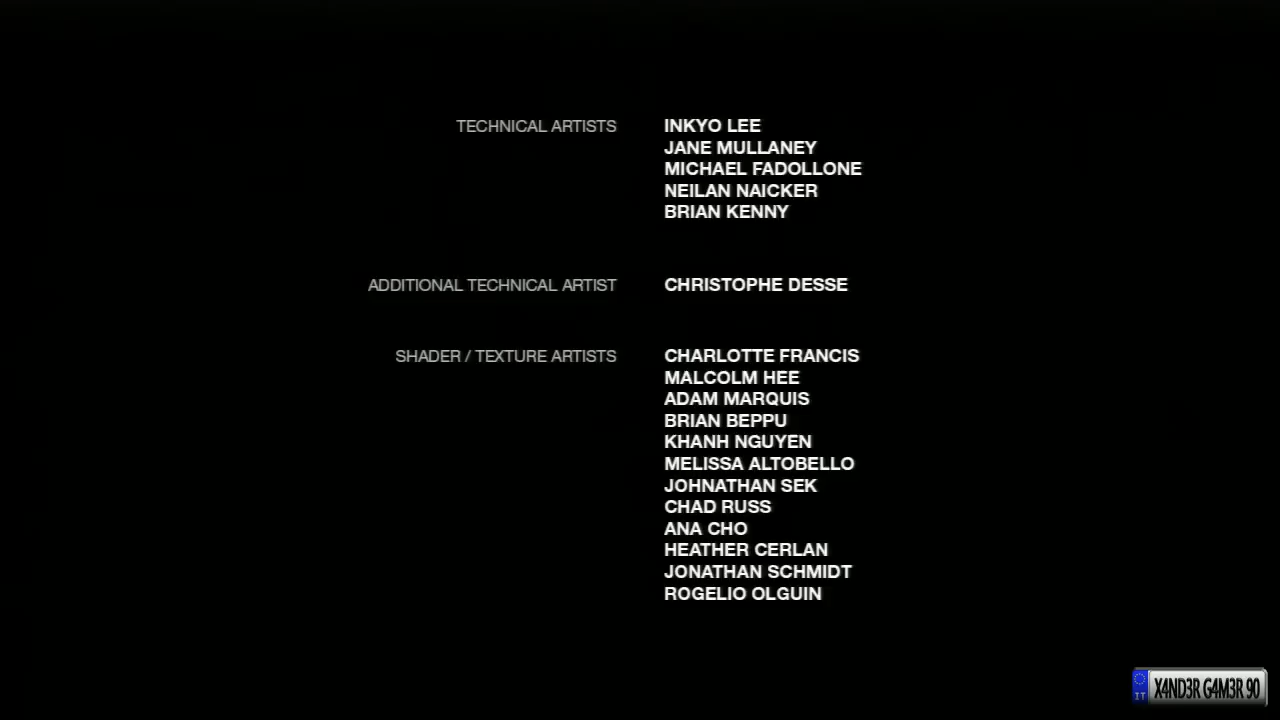 TECHNICAL ARTISTS INKYO LEE
JANE MULLANEY
MICHAEL FADOLLONE
NEILAN NAICKER
BRIAN KENNY
ADDITIONAL TECHNICAL ARTIST CHRISTOPHE DESSE
SHADER / TEXTURE ARTISTS CHARLOTTE FRANCIS
MALCOLM HEE
ADAM MARQUIS
BRIAN BEPPU
KHANH NGUYEN
MELISSA ALTOBELLO
JOHNATHAN SEK
CHAD RUSS
ANA CHO
HEATHER CERLAN
JONATHAN SCHMIDT
ROGELIO OLGUIN
IT X4ND3R G4M3R 90